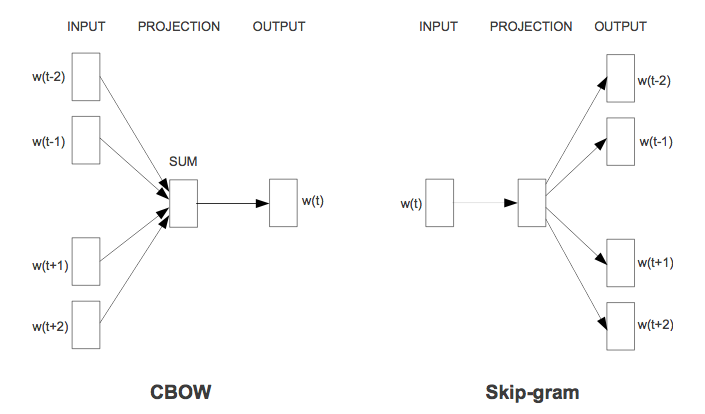 INPUT PROJECTION OUTPUT
w(t-2)
w(t-1)
SUM
w(t)
w(t+1)
w(t+2)
CBOW
INPUT PROJECTION OUTPUT
w(t-2)
w(t-1)
w(t)
w(t+1)
w(t+2)
Skip-gram